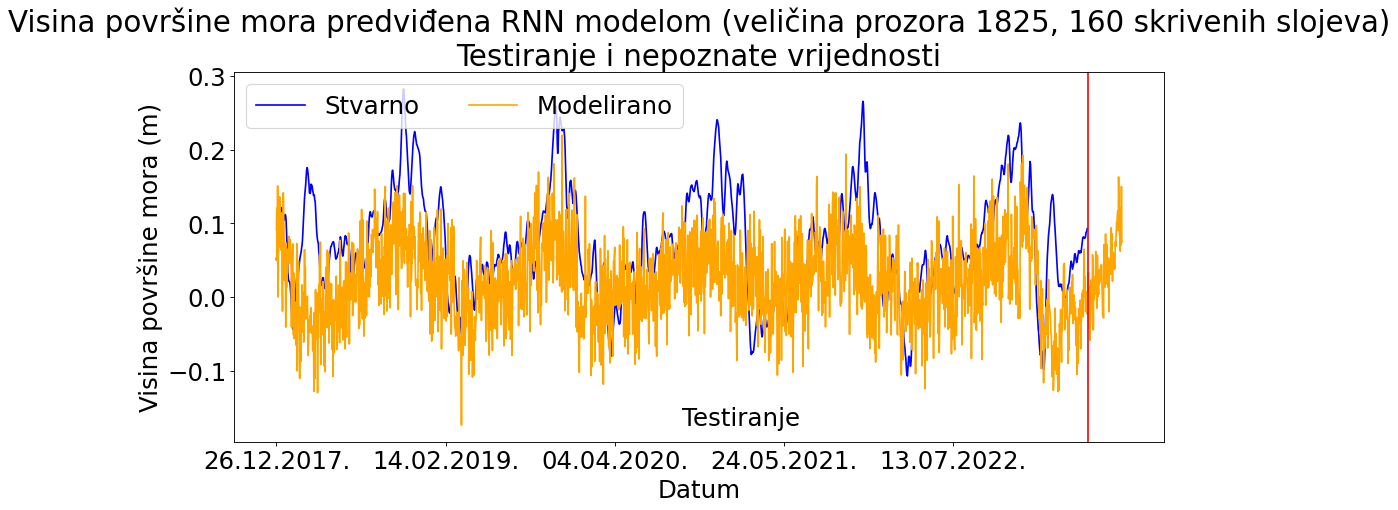 Visina površine mora predviđena RNN modelom (veličina prozora 1825, 160 skrivenih slojeva)
Testiranje i nepoznate vrijednosti
Stvarno Modelirano
Visina površine mora (m)
0.3
0.2
0.1
0.0
−0.1
Testiranje
26.12.2017. 14.02.2019. 04.04.2020. 24.05.2021. 13.07.2022.
Datum